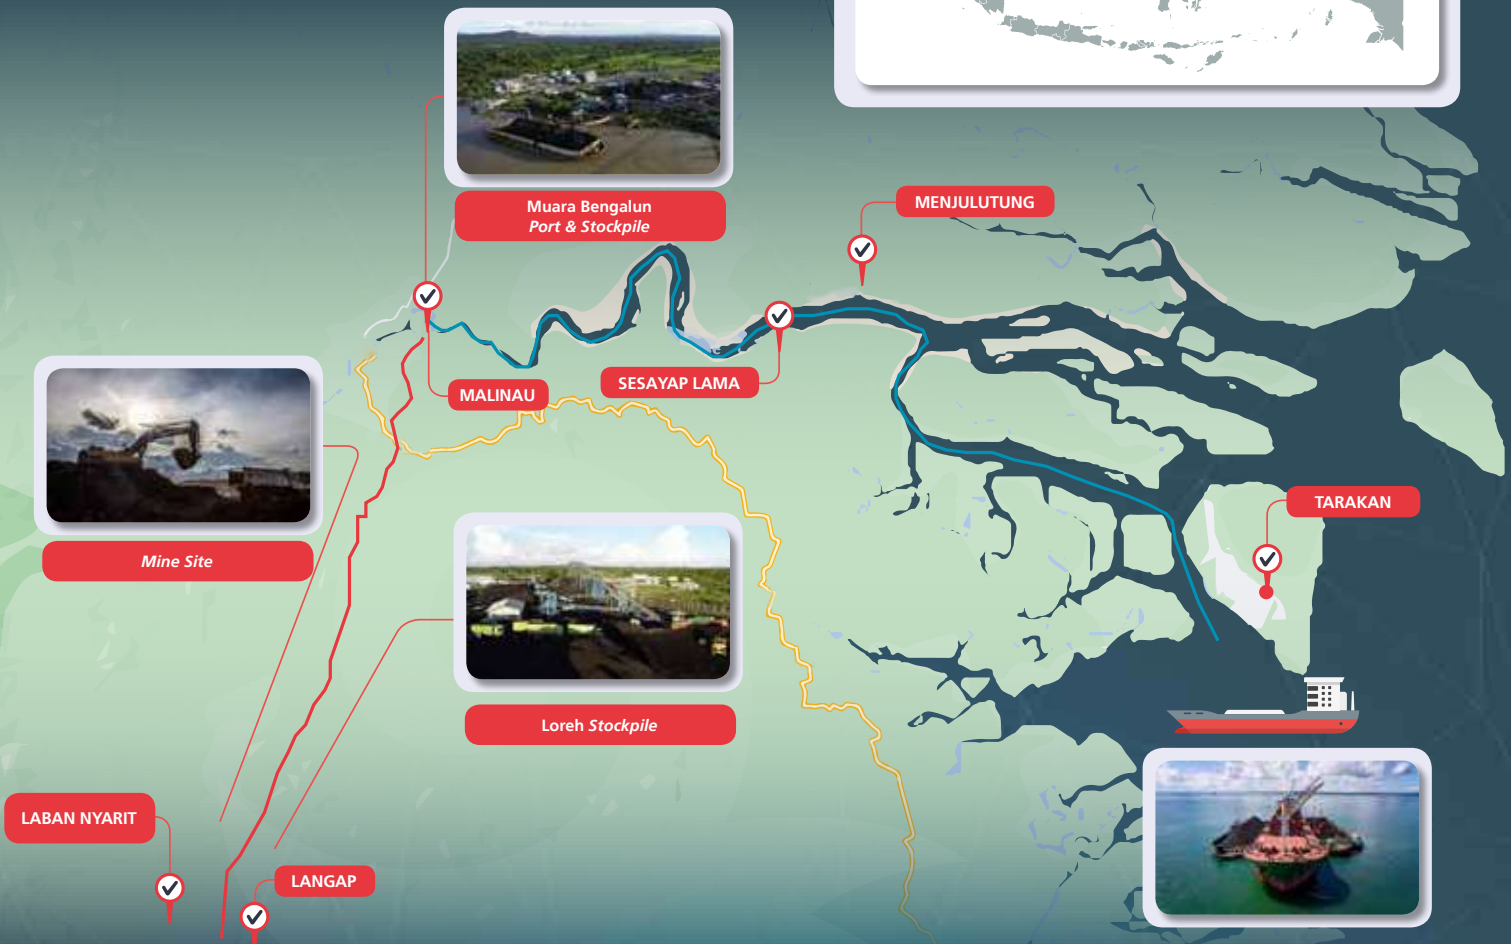 Muara Bengalun
Port & Stockpile
MENJULUTUNG
MALINAU
SESAYAP LAMA
TARAKAN
Mine Site
Loreh Stockpile
LABAN NYARIT
LANGAP